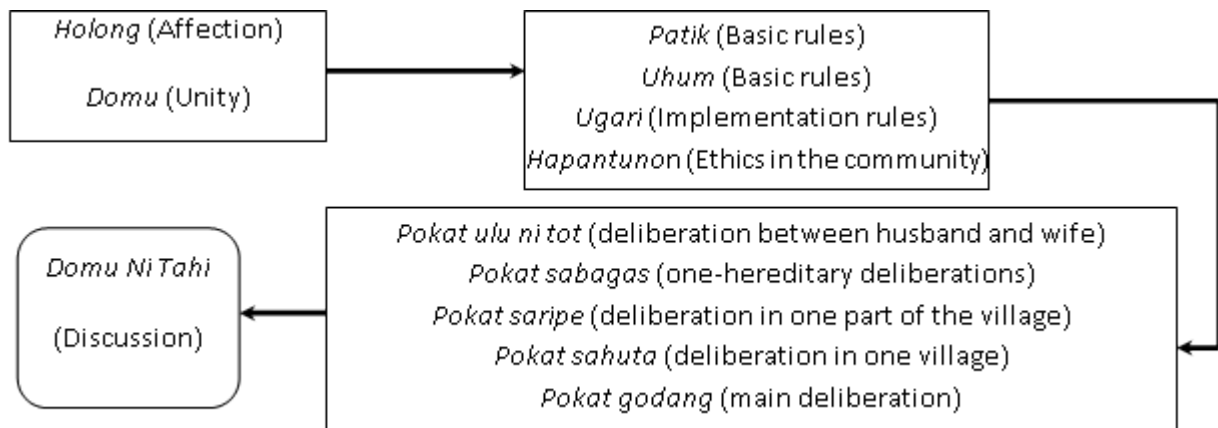 Holong (Affection)
Domu (Unity)
Patik (Basic rules)
Uhum (Basic rules)
Ugari (Implementation rules)
Hapantunon (Ethics in the community)
Pokat ulu ni tot (deliberation between husband and wife)
Pokat sabagas (one-hereditary deliberations)
Pokat saripe (deliberation in one part of the village)
Pokat sahuta (deliberation in one village)
Pokat godang (main deliberation)
Domu Ni Tahi
(Discussion)